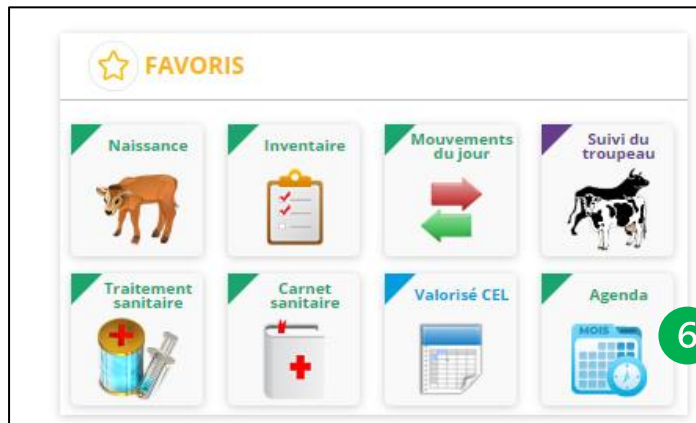 FAVORIS
Naissance
Inventaire
Mouvements
du jour
Suivi du
troupeau
Traitement
sanitaire
Carnet
sanitaire
Valorisé CEL
Agenda
MOIS
6